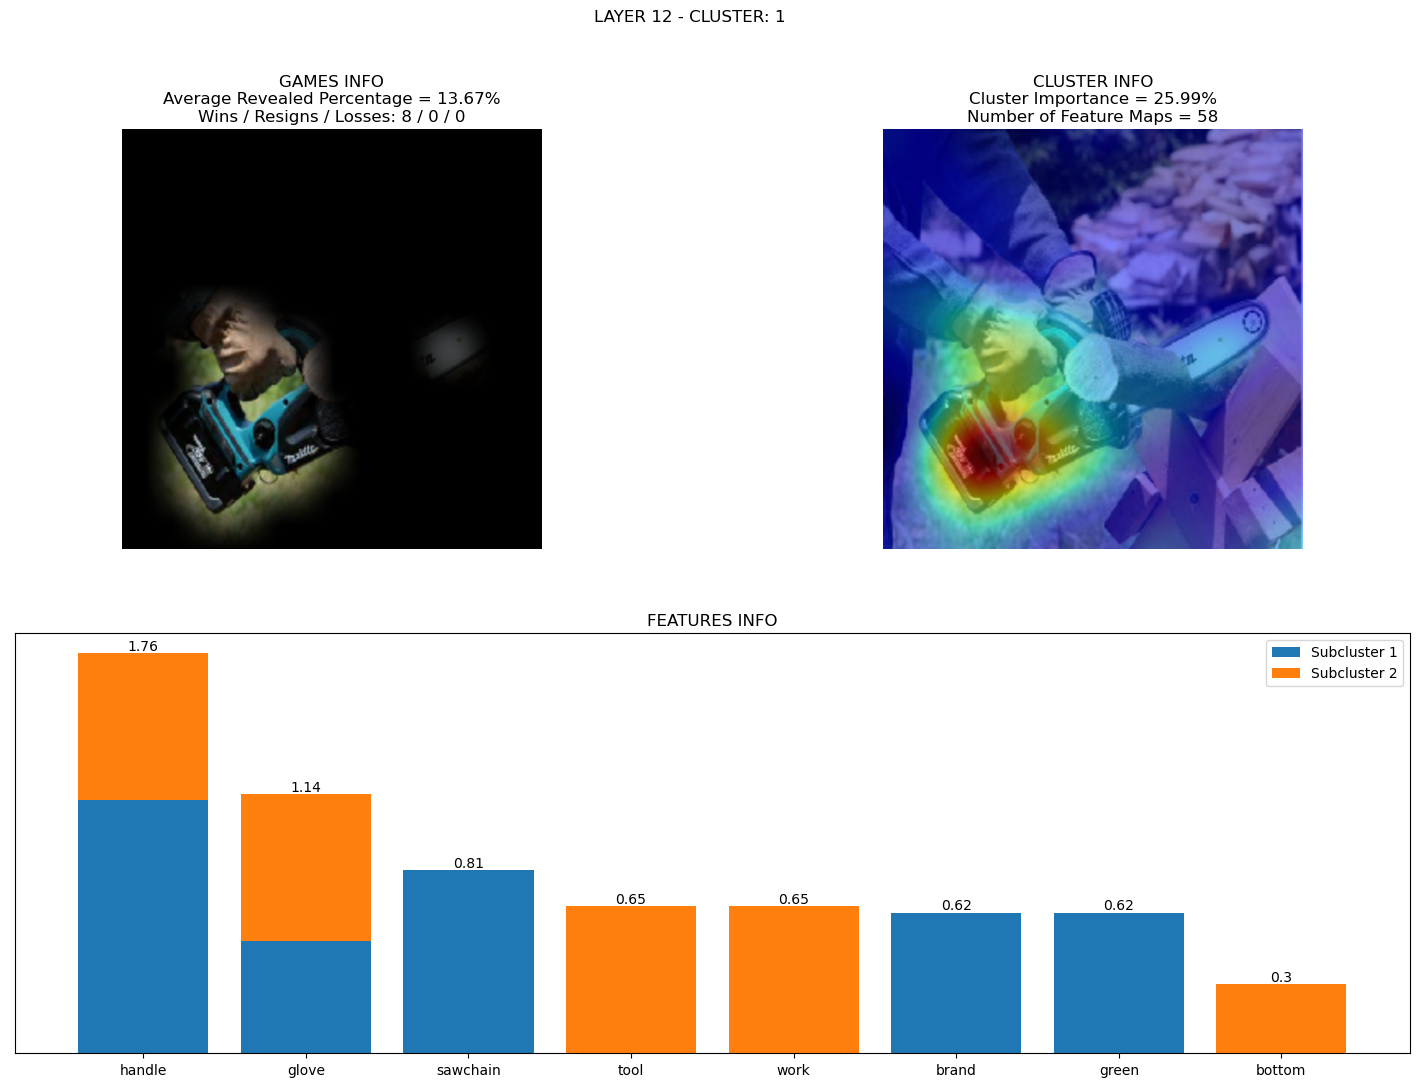 LAYER 12 - CLUSTER: 1
GAMES INFO
Average Revealed Percentage = 13.67%
Wins / Resigns / Losses: 8 / 0 / 0
CLUSTER INFO
Cluster Importance = 25.99%
Number of Feature Maps = 58
makita
FEATURES INFO
1.76
1.14
0.81
0.65
0.65
0.62
0.62
0.3
Subcluster 1
Subcluster 2
handle
glove
sawchain
tool
work
brand
green
bottom